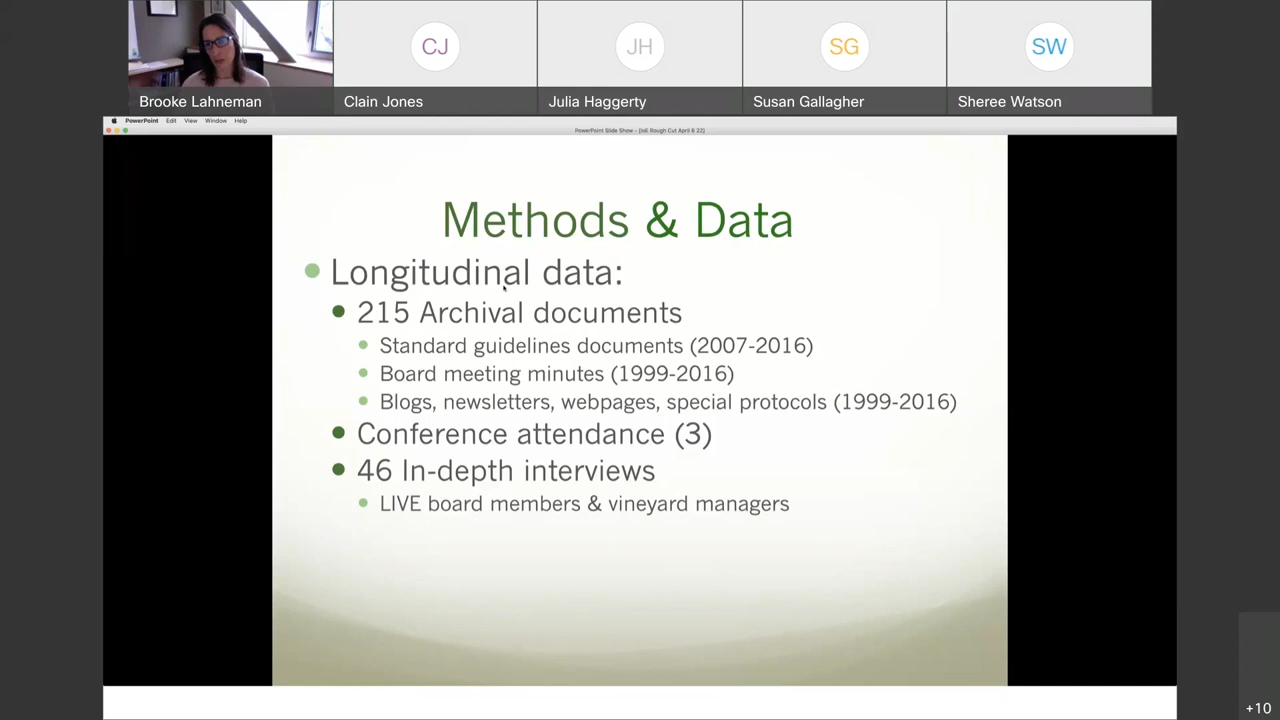 CJ
JH
SG
SW
Brooke Lahneman
Clain Jones
Julia Haggerty
Susan Gallagher
Sheree Watson
PowerPoint Edit View Window Help
PowerPoint Slide Show - [IoE Rough Cut April 6 22]
Methods & Data
Longitudinal data:
215 Archival documents
Standard guidelines documents (2007-2016)
Board meeting minutes (1999-2016)
Blogs, newsletters, webpages, special protocols (1999-2016)
Conference attendance (3)
46 In-depth interviews
LIVE board members & vineyard managers
+10